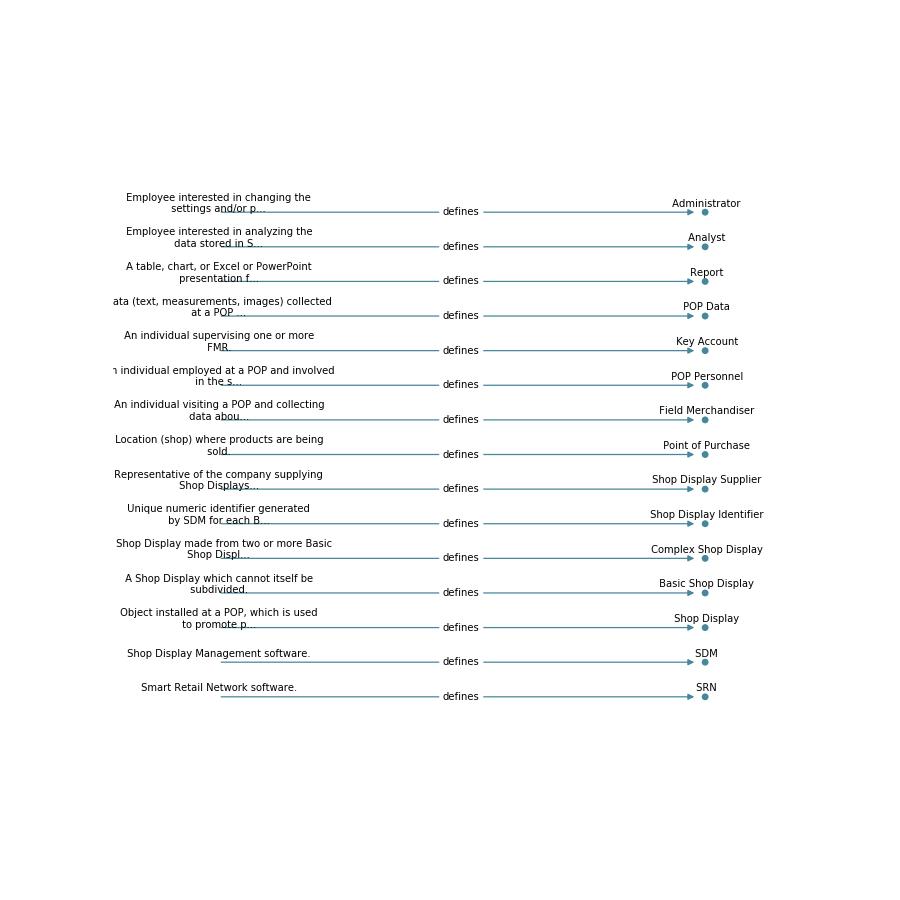 Employee interested in changing the
settings and/or p...
defines
Administrator
Employee interested in analyzing the
data stored in S...
defines
Analyst
A table, chart, or Excel or PowerPoint
presentation f...
defines
Report
ata (text, measurements, images) collected
at a POP ...
defines
POP Data
An individual supervising one or more
FMR.
defines
Key Account
n individual employed at a POP and involved
in the s...
defines
POP Personnel
An individual visiting a POP and collecting
data abou...
defines
Field Merchandiser
Location (shop) where products are being
sold.
defines
Point of Purchase
Representative of the company supplying
Shop Displays...
defines
Shop Display Supplier
Unique numeric identifier generated
by SDM for each B...
defines
Shop Display Identifier
Shop Display made from two or more Basic
Shop Displ...
defines
Complex Shop Display
A Shop Display which cannot itself be
subdivided.
defines
Basic Shop Display
Object installed at a POP, which is used
to promote p...
defines
Shop Display
Shop Display Management software.
defines
SDM
Smart Retail Network software.
defines
SRN